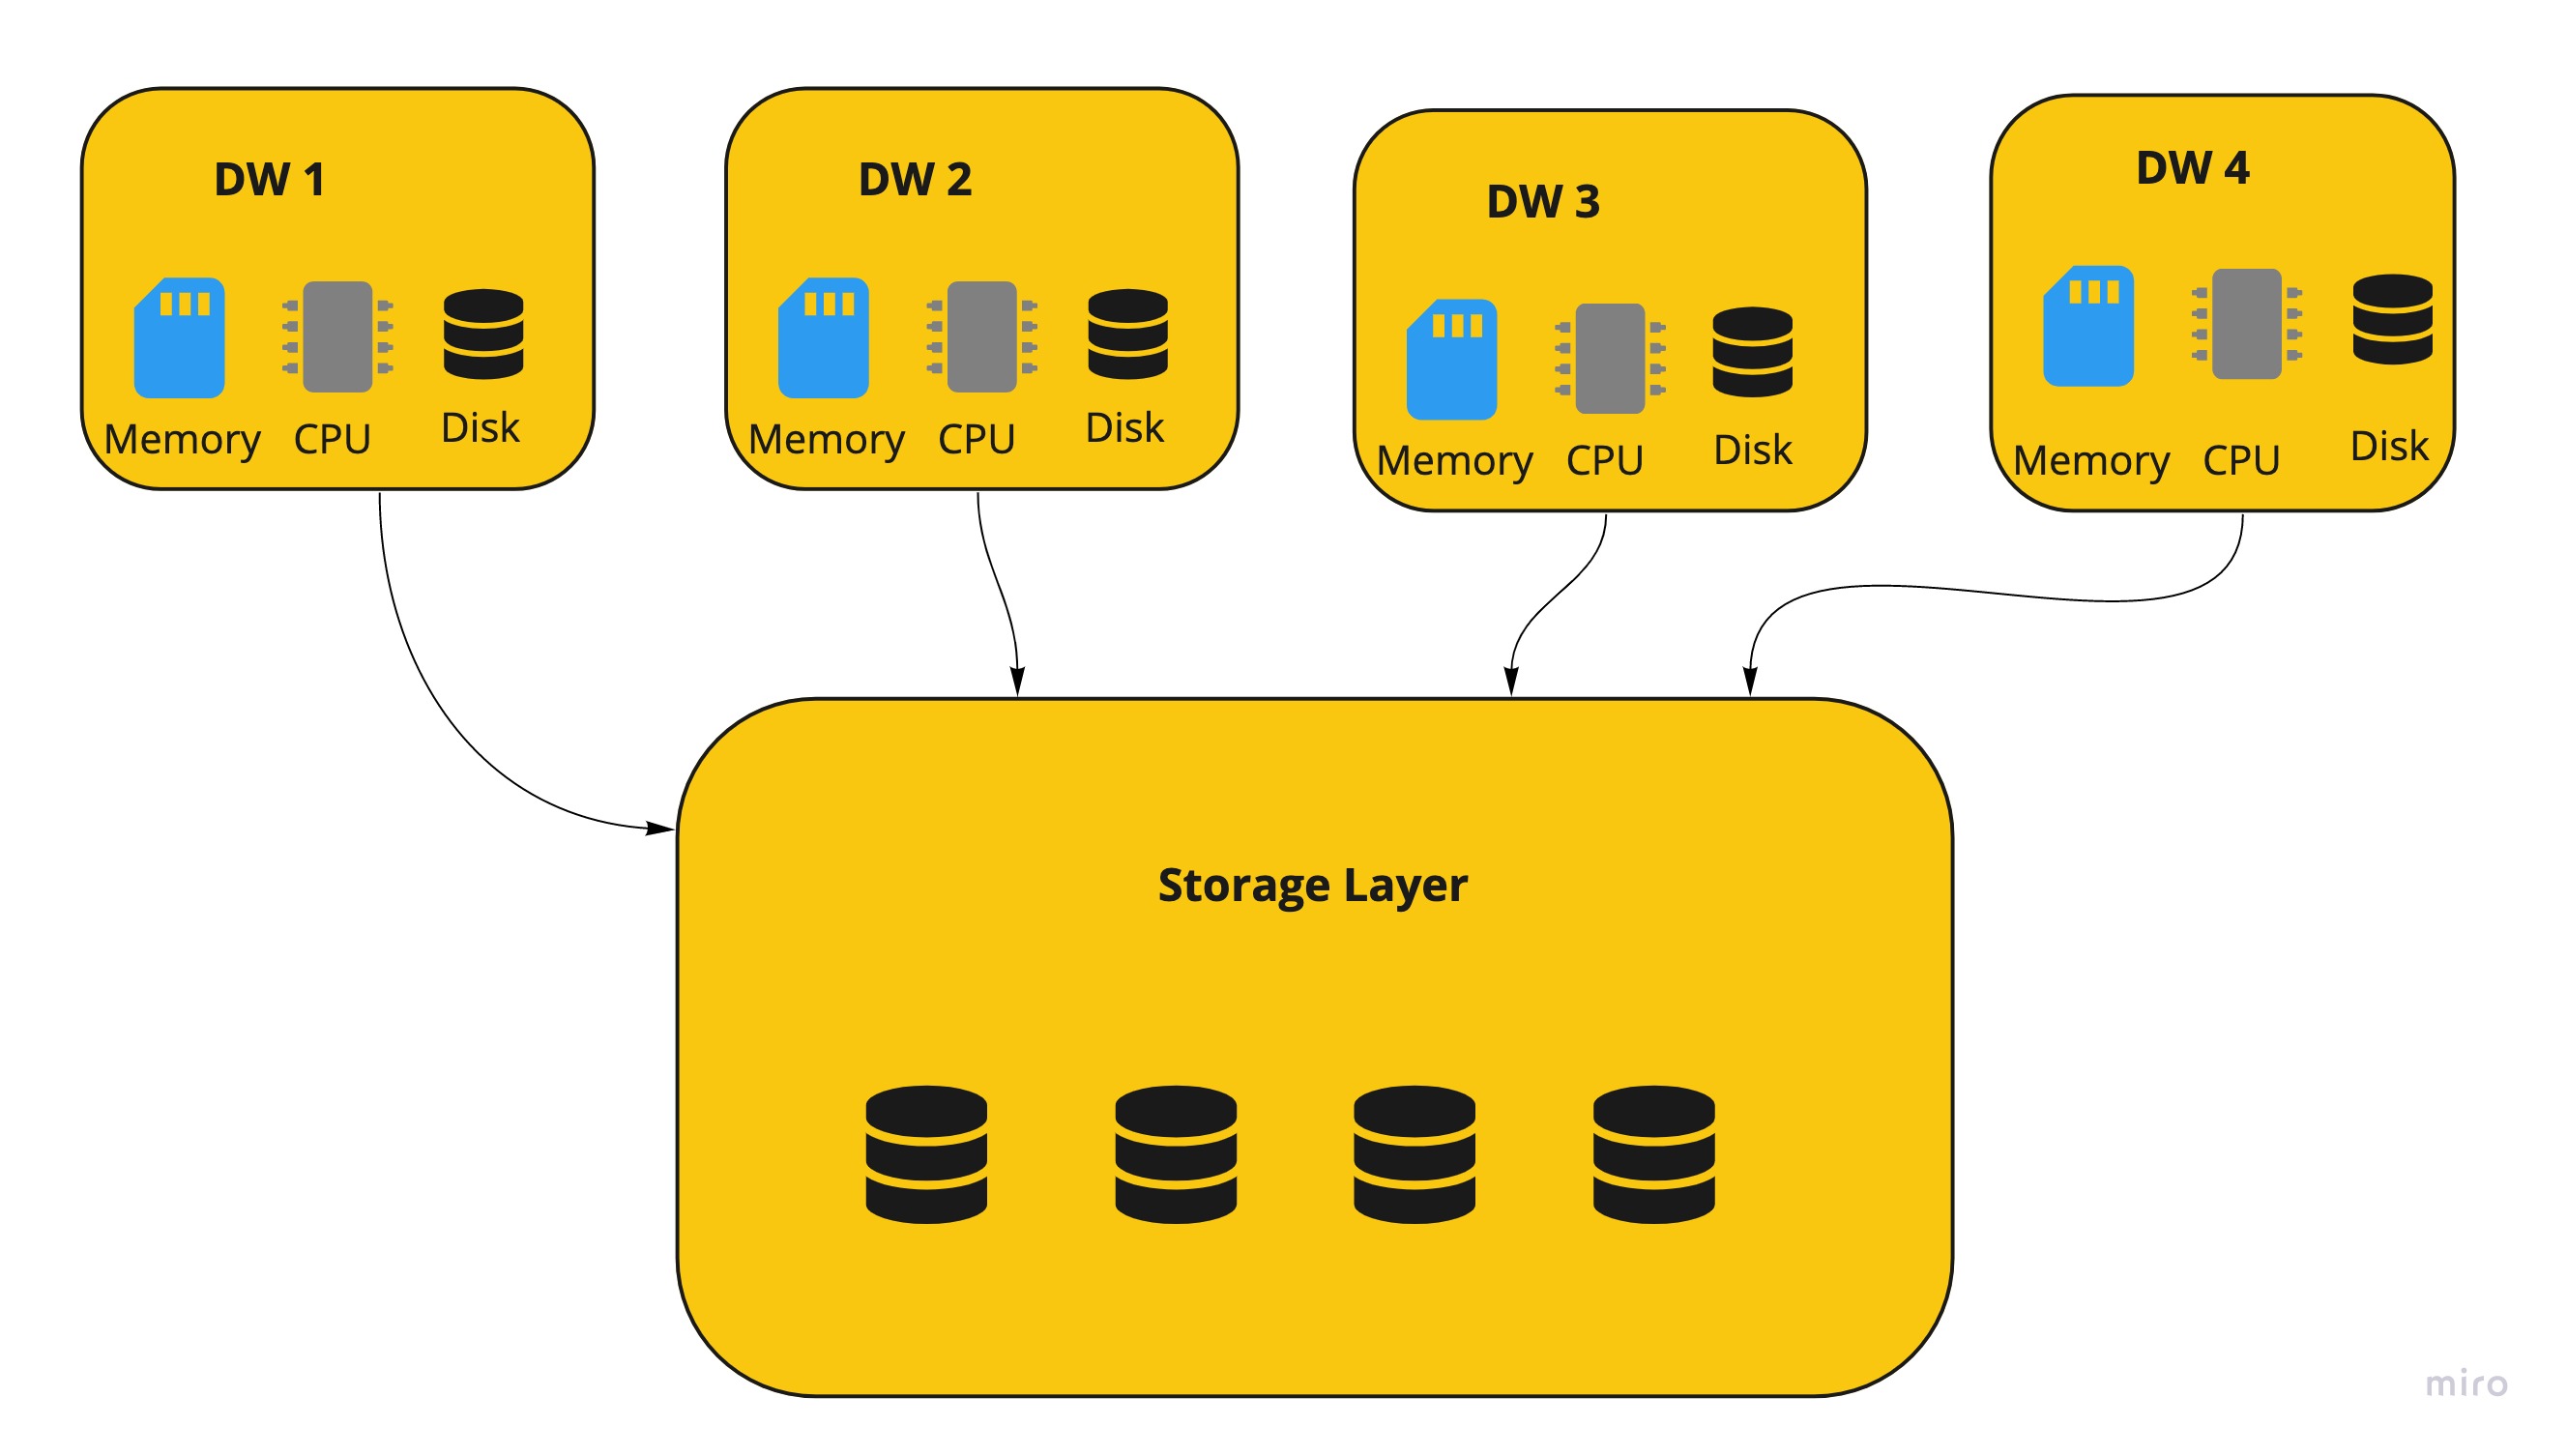 DW 1
Memory CPU Disk
DW 2
Memory CPU Disk
DW 3
Memory CPU Disk
DW 4
Memory CPU Disk
Storage Layer
miro